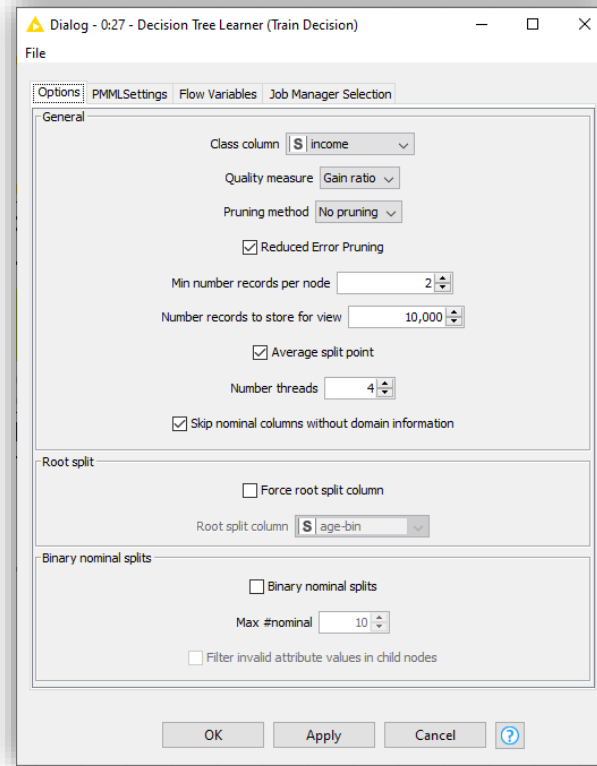 Dialog - 0:27 - Decision Tree Learner (Train Decision)
File
Options PMMLSettings Flow Variables Job Manager Selection
General
Class column S income
Quality measure Gain ratio
Pruning method No pruning
Reduced Error Pruning
Min number records per node 2
Number records to store for view 10,000
Average split point
Number threads 4
Skip nominal columns without domain information
Root split
Force root split column
Root split column S age-bin
Binary nominal splits
Binary nominal splits
Max #nominal 10
Filter invalid attribute values in child nodes
OK Apply Cancel ?